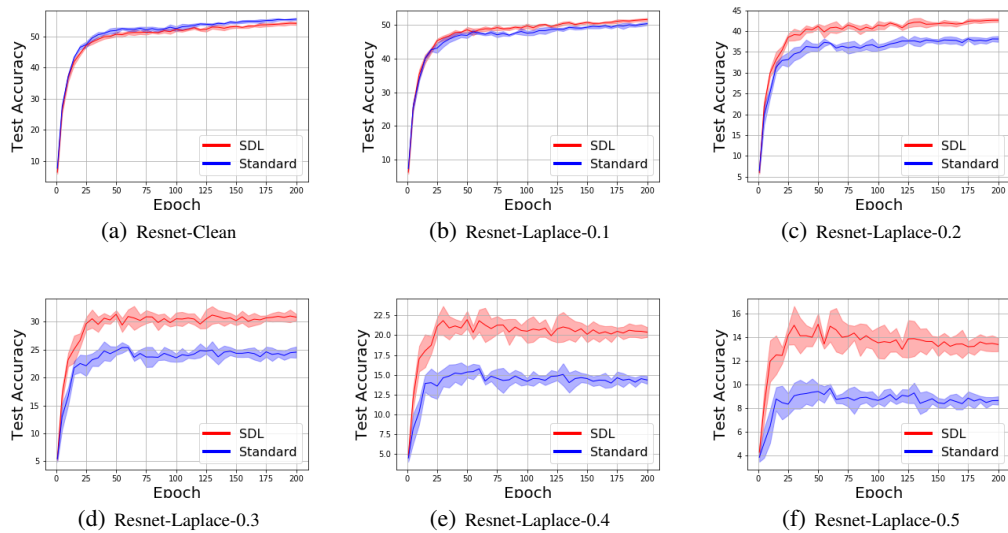 Test Accuracy
50
40
30
20
10
SDL
Standard
0 25 50 75 100 125 150 175 200
Epoch
(a) Resnet-Clean
Test Accuracy
50
40
30
20
10
SDL
Standard
0 25 50 75 100 125 150 175 200
Epoch
(b) Resnet-Laplace-0.1
Test Accuracy
45
40
35
30
25
20
15
10
5
SDL
Standard
0 25 50 75 100 125 150 175 200
Epoch
(c) Resnet-Laplace-0.2
Test Accuracy
30
25
20
15
10
5
SDL
Standard
0 25 50 75 100 125 150 175 200
Epoch
(d) Resnet-Laplace-0.3
Test Accuracy
22.5
20.0
17.5
15.0
12.5
10.0
7.5
5.0
SDL
Standard
0 25 50 75 100 125 150 175 200
Epoch
(e) Resnet-Laplace-0.4
Test Accuracy
16
14
12
10
8
6
4
SDL
Standard
0 25 50 75 100 125 150 175 200
Epoch
(f) Resnet-Laplace-0.5